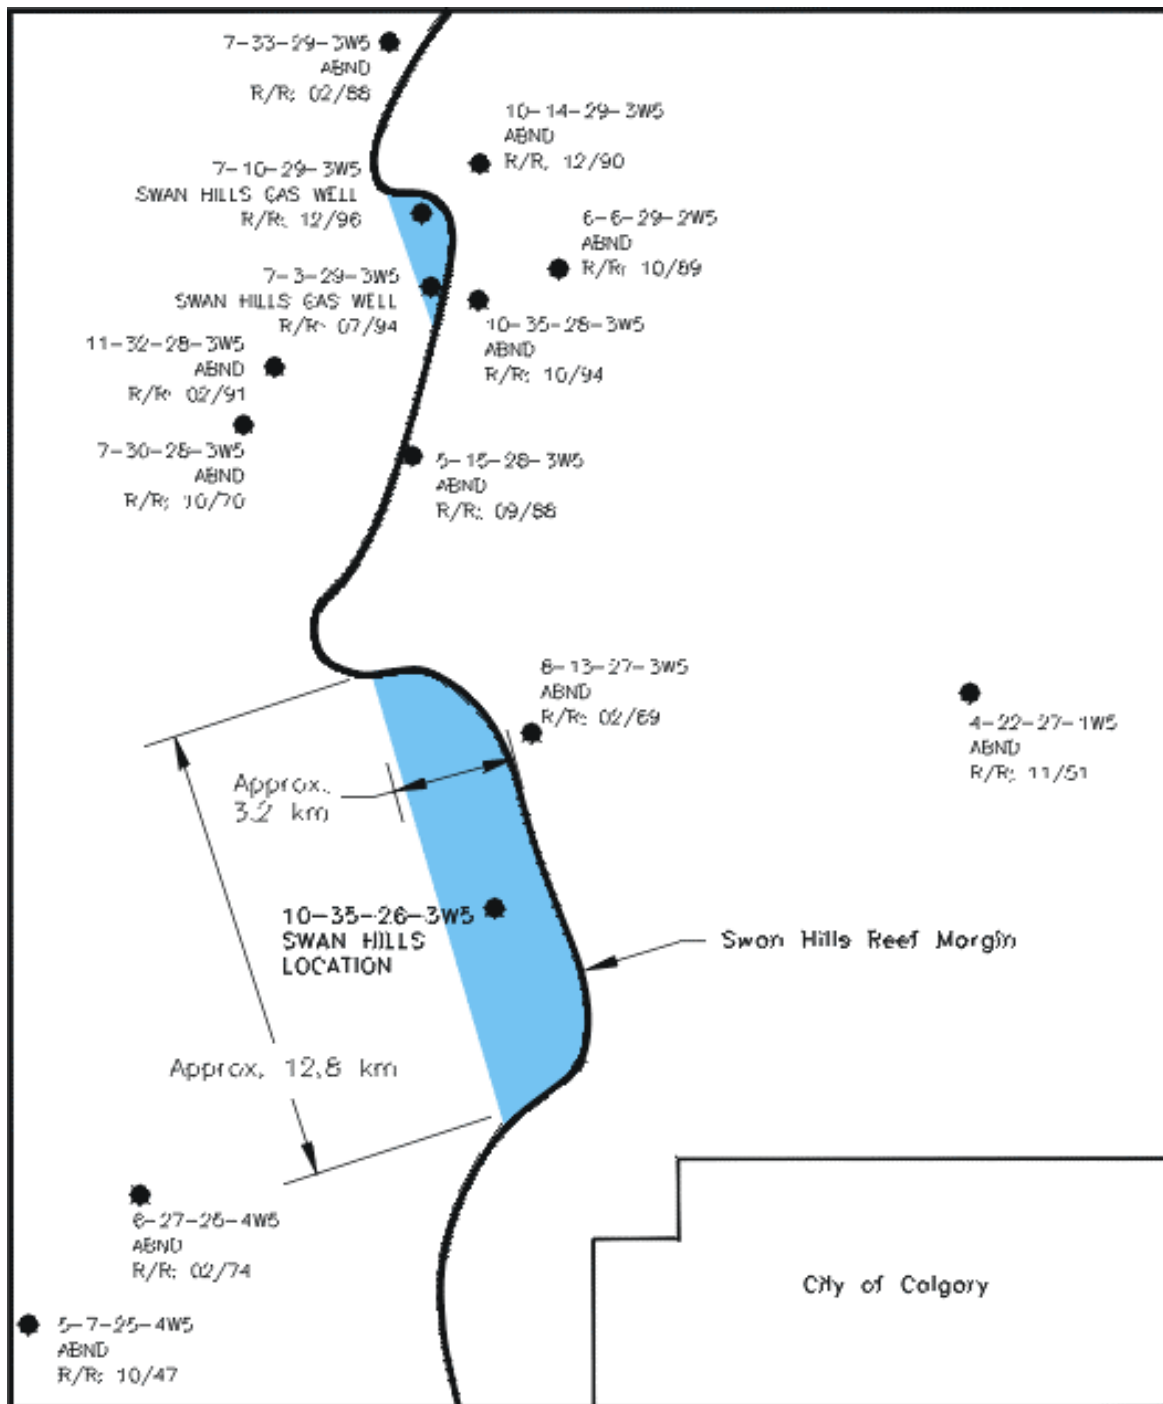 7-33-29-3W5
ABND
R/R: 02/88
10-14-29-3W5
ABND
R/R: 12/90
7-10-29-3W5
SWAN HILLS GAS WELL
R/R: 12/96
6-6-29-2W5
ABND
R/R: 10/89
7-3-29-3W5
SWAN HILLS GAS WELL
R/R: 07/94
10-35-28-3W5
ABND
R/R: 10/94
11-32-28-3W5
ABND
R/R: 02/91
7-30-28-3W5
ABND
R/R: 10/70
5-15-28-3W5
ABND
R/R: 09/88
8-13-27-3W5
ABND
R/R: 02/69
4-22-27-1W5
ABND
R/R: 11/51
Approx.
3.2 km
10-35-26-3W5
SWAN HILLS
LOCATION
Swan Hills Reef Margin
Approx. 12.8 km
6-27-25-4W5
ABND
R/R: 02/74
City of Calgary
5-7-25-4W5
ABND
R/R: 10/47